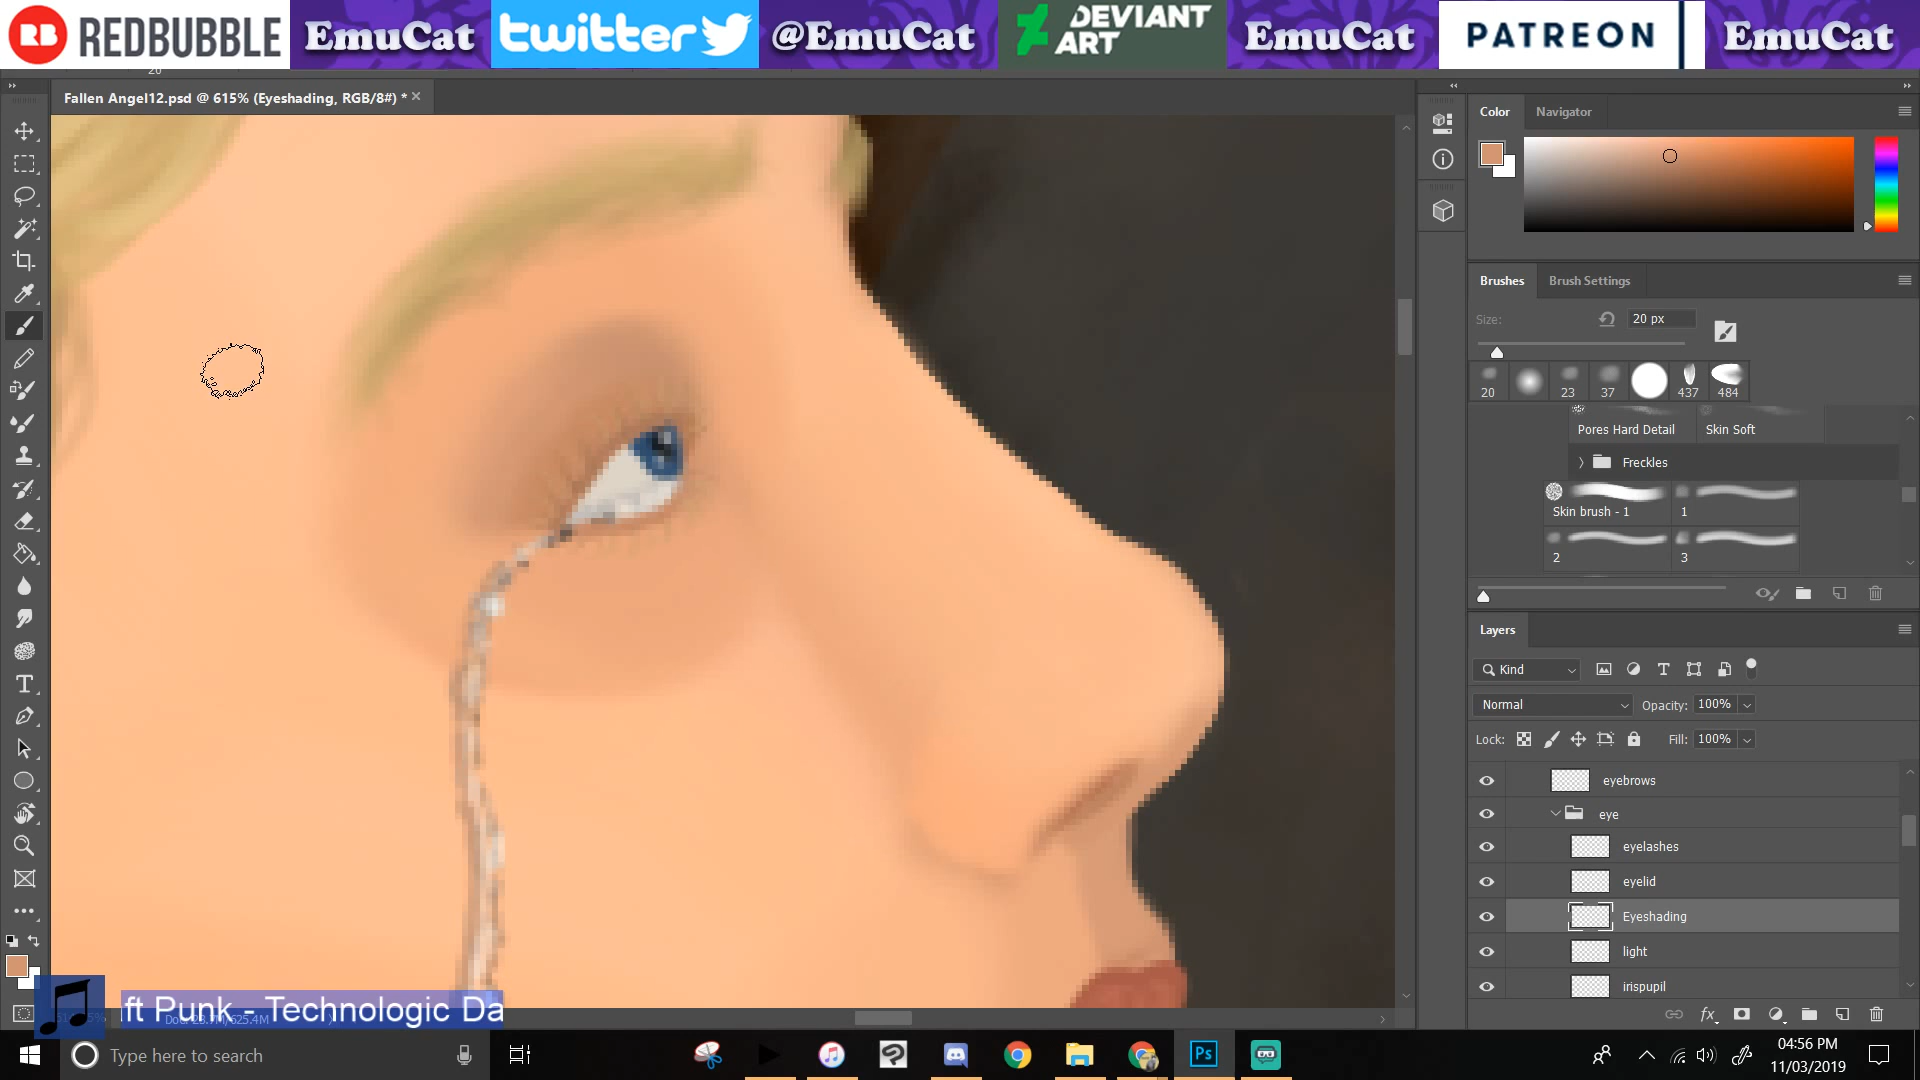 RB REDBUBBLE EmuCat twitter @EmuCat DEVIANT ART EmuCat PATREON EmuCat
20
Fallen Angel12.psd @ 615% (Eyeshading, RGB/8#) *
Color Navigator
Brushes Brush Settings
Size: 20 px
20 23 37 437 484
Pores Hard Detail Skin Soft
Freckles
Skin brush - 1 1
2 3
Layers
Kind
Normal Opacity: 100%
Lock: Fill: 100%
eyebrows
eye
eyelashes
eyelid
Eyeshading
light
irispupil
ft Punk - Technologic Da
Type here to search
Ps
04:56 PM
11/03/2019